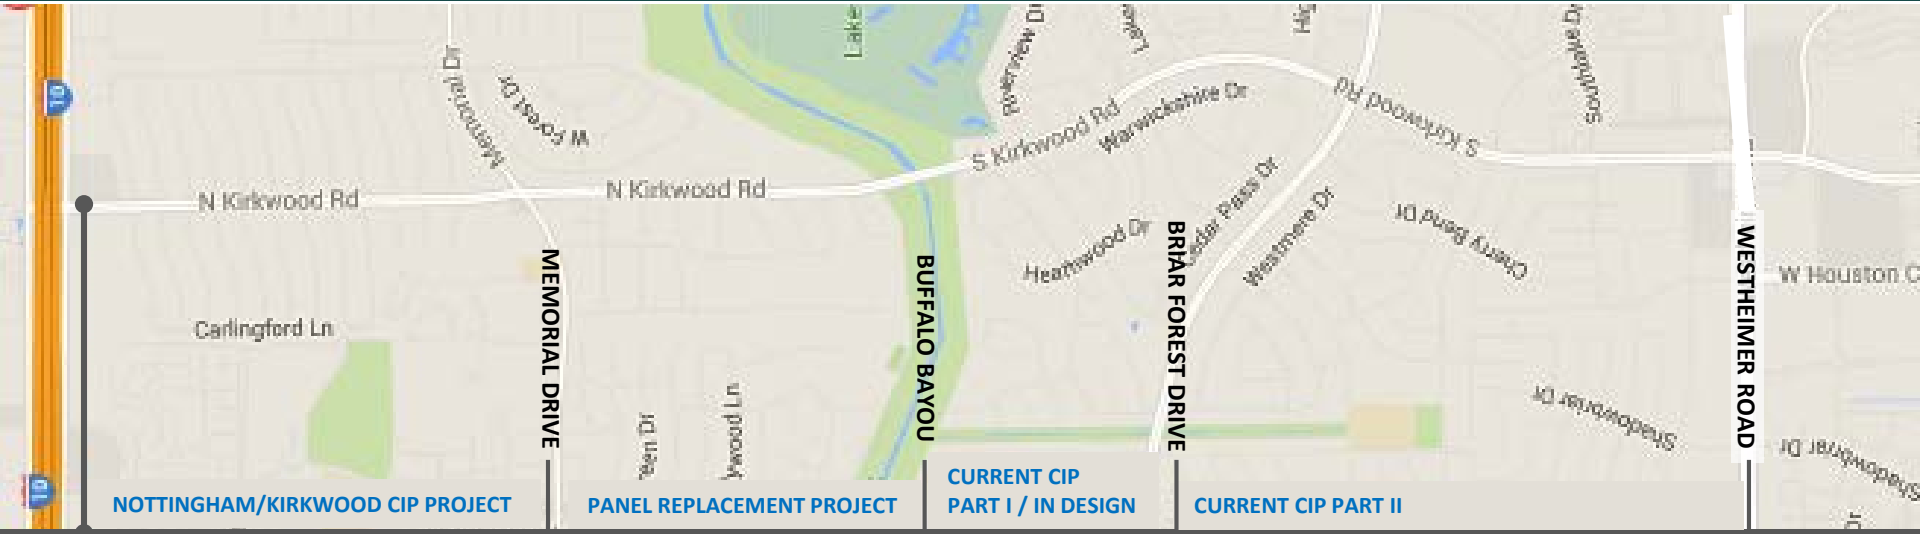 10
Memorial Dr
W Forest Dr
Lake
Riverview Dr
Warwickshire Dr
S Kirkwood Rd
S Kirkwood Rd
N Kirkwood Rd
N Kirkwood Rd
Heathwood Dr
Westmere Dr
Cherry Bend Dr
W Houston C
Carlingford Ln
Shadowbriar Dr
Shadowbriar Dr
MEMORIAL DRIVE
BUFFALO BAYOU
BRIAR FOREST DRIVE
WESTHEIMER ROAD
10
NOTTINGHAM/KIRKWOOD CIP PROJECT
PANEL REPLACEMENT PROJECT
CURRENT CIP
PART I / IN DESIGN
CURRENT CIP PART II